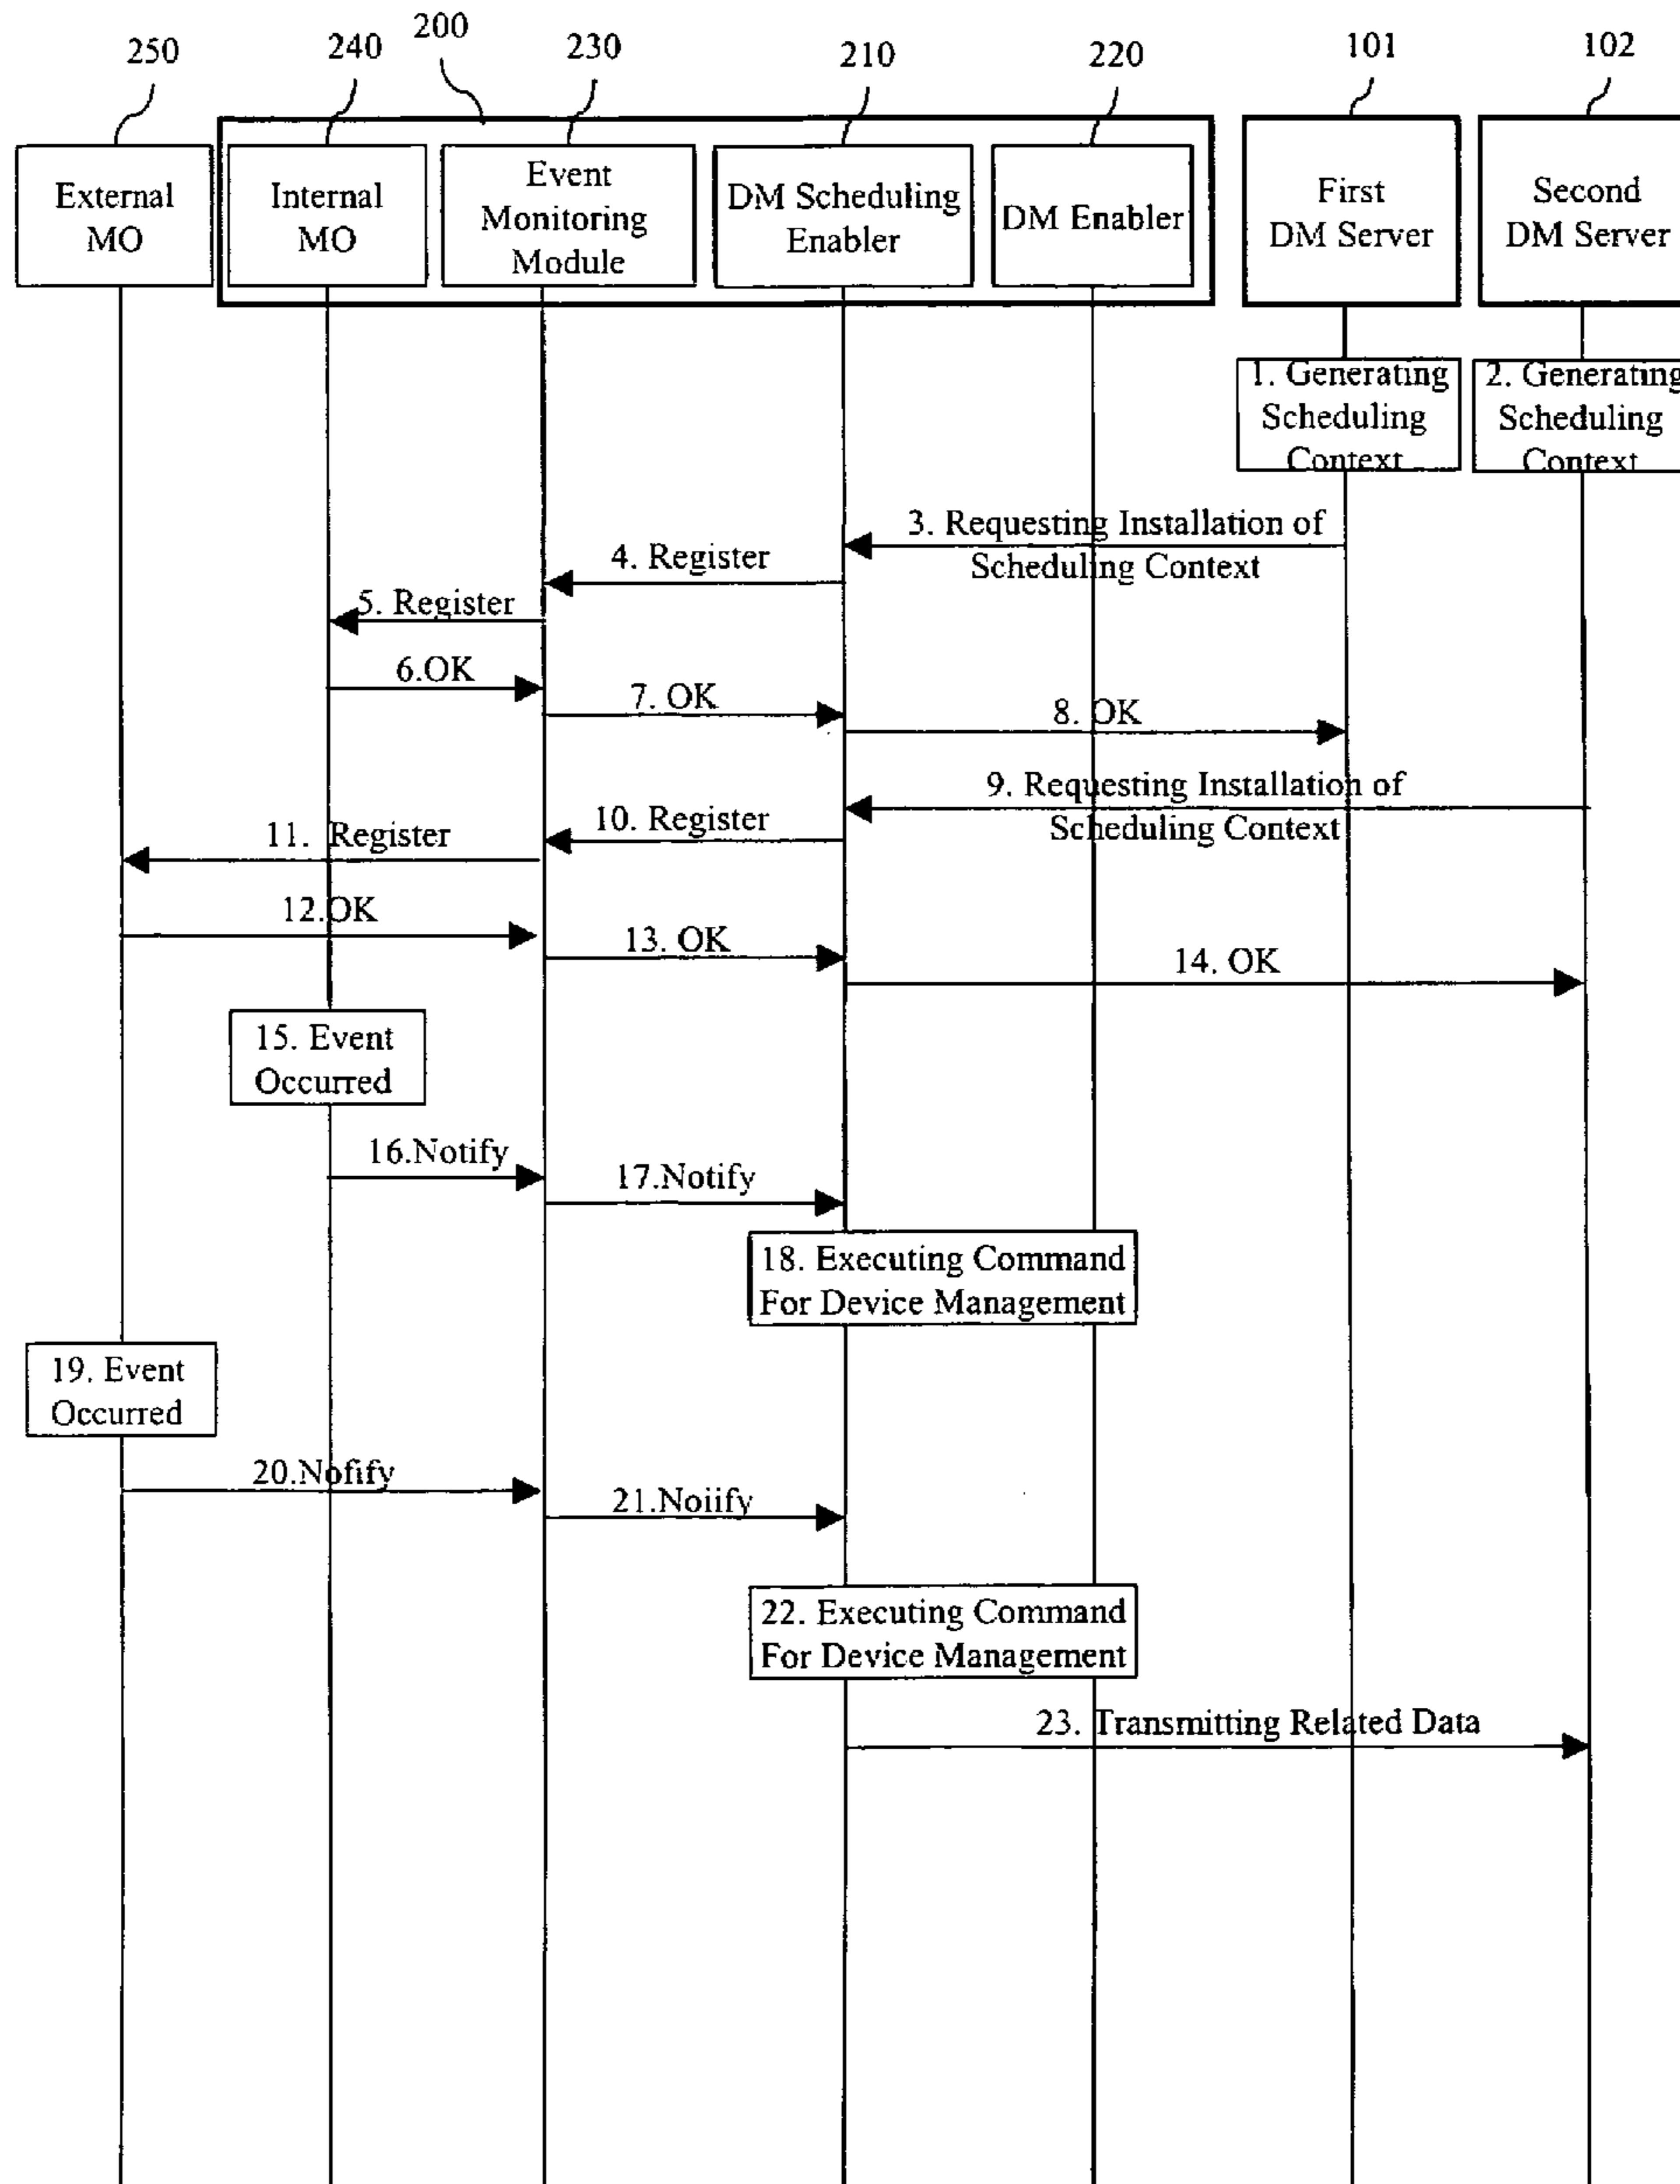 250
240
200
230
210
220
101
102
External
MO
Internal
MO
Event
Monitoring
Module
DM Scheduling
Enabler
DM Enabler
First
DM Server
Second
DM Server
1. Generating
Scheduling
Context
2. Generating
Scheduling
Context
3. Requesting Installation of
Scheduling Context
4. Register
5. Register
6.OK
7. OK
8. OK
9. Requesting Installation of
Scheduling Context
10. Register
11. Register
12.OK
13. OK
14. OK
15. Event
Occurred
16.Notify
17.Notify
18. Executing Command
For Device Management
19. Event
Occurred
20.Nofify
21.Noiify
22. Executing Command
For Device Management
23. Transmitting Related Data